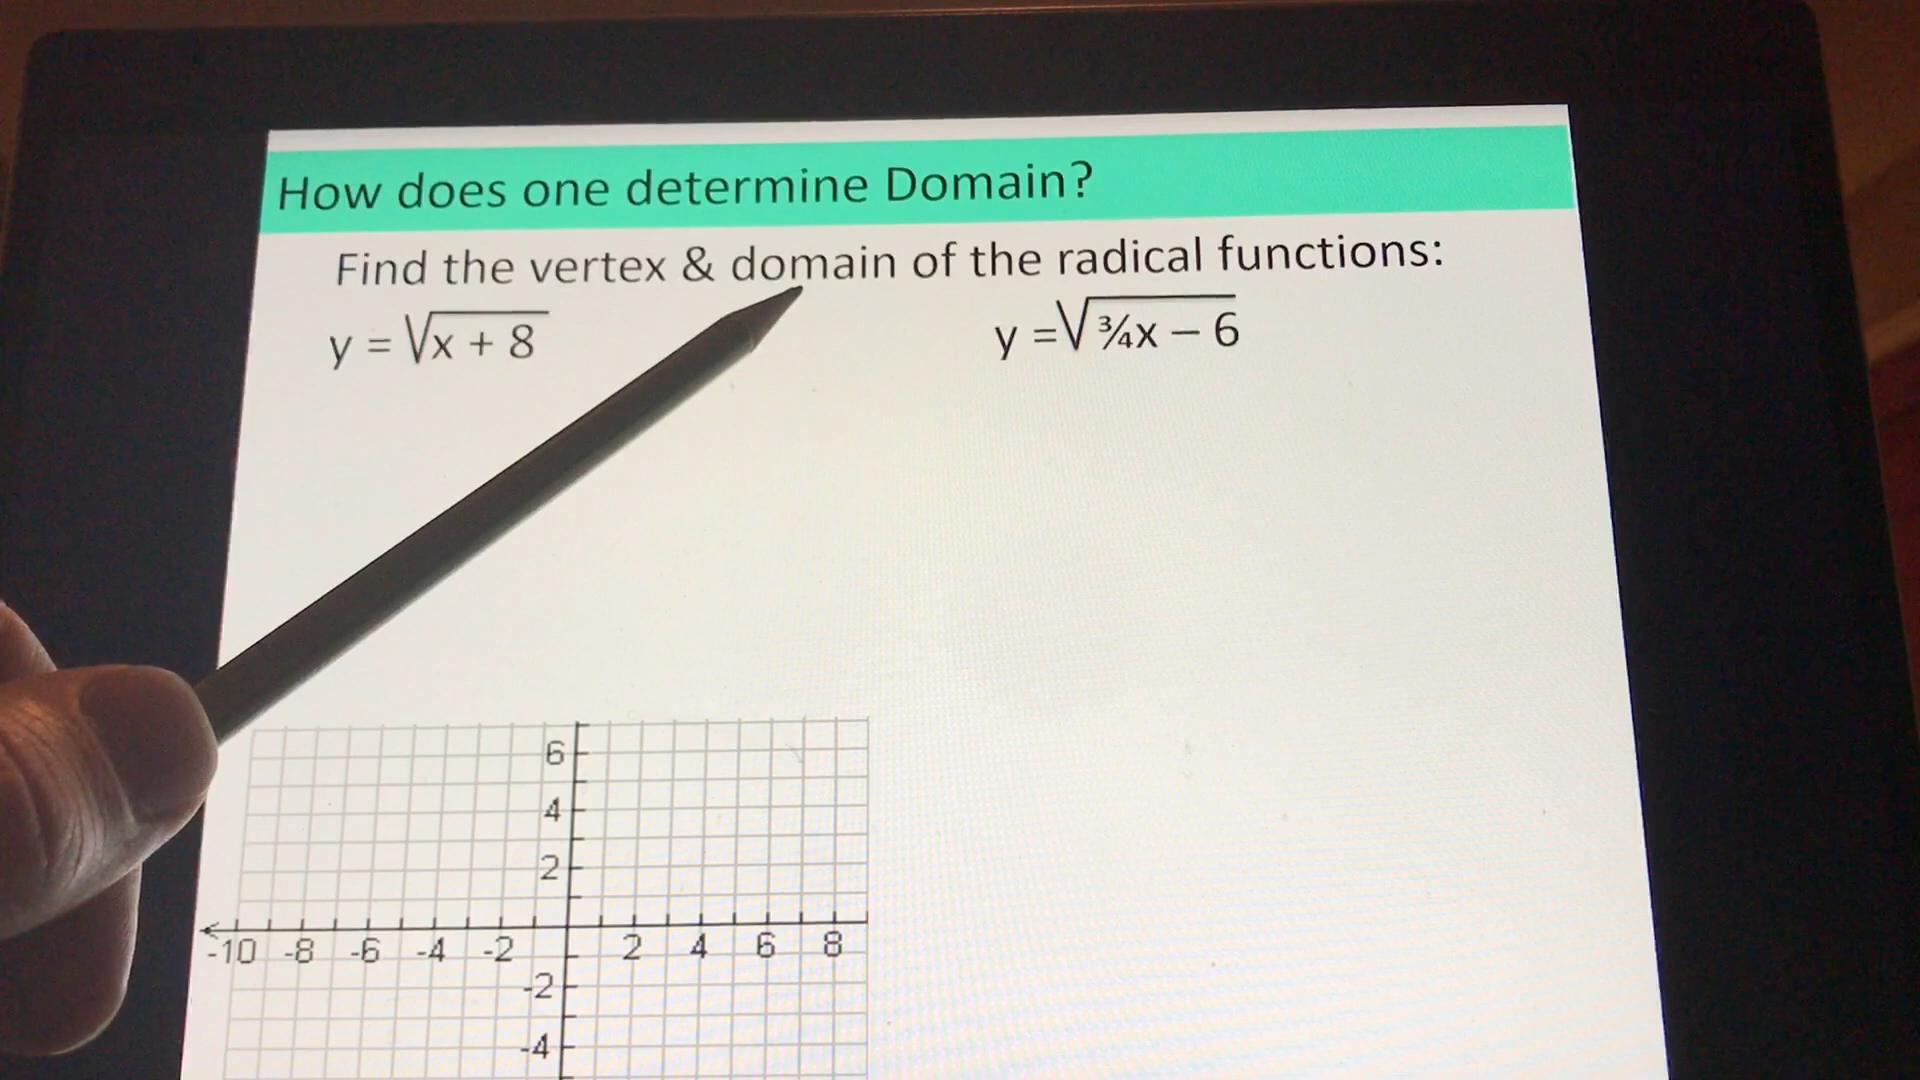 How does one determine Domain?
Find the vertex & domain of the radical functions:
y = √x + 8
y =√¾x – 6
6
4
2
-10 -8 -6 -4 -2 2 4 6 8
-2
-4